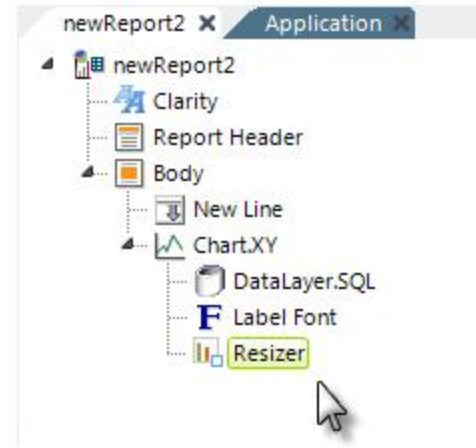 newReport2 Application
newReport2
Clarity
Report Header
Body
New Line
Chart.XY
DataLayer.SQL
Label Font
Resizer